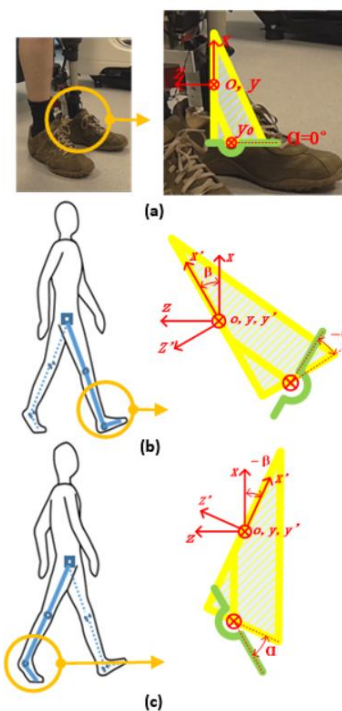 x
z
o, y
y₀
α=0°
(a)
x'
β
x
z
o, y, y'
z'
(b)
-β
x
x'
z'
z
o, y, y'
α
(c)